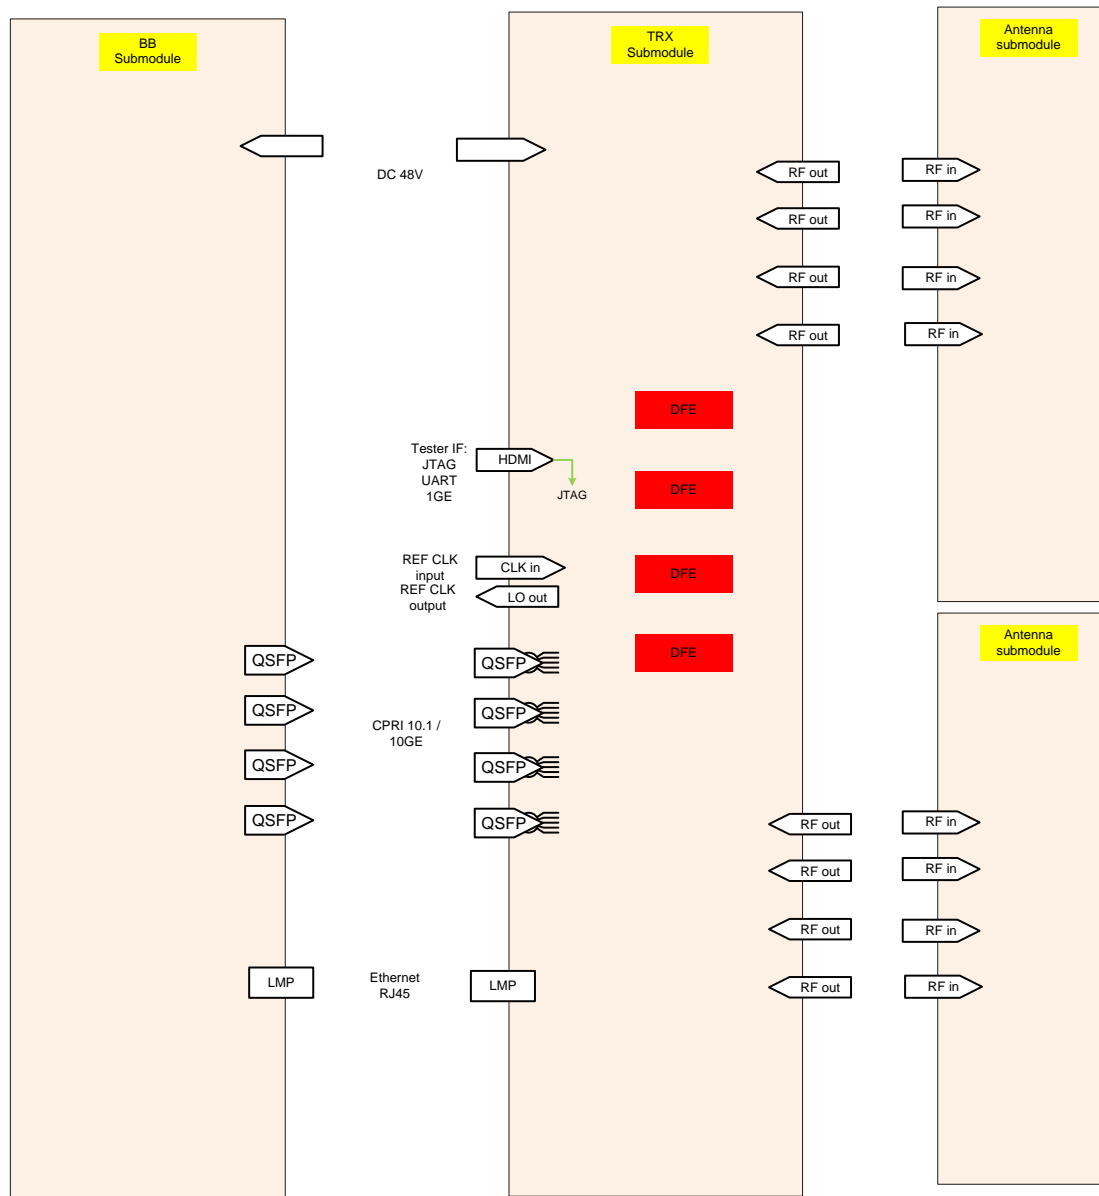 BB
Submodule
TRX
Submodule
Antenna
submodule
DC 48V
RF out
RF in
RF out
RF in
RF out
RF in
RF out
RF in
DFE
Tester IF:
JTAG
UART
1GE
HDMI
JTAG
DFE
REF CLK
input
CLK in
DFE
REF CLK
output
LO out
DFE
Antenna
submodule
QSFP
QSFP
QSFP
QSFP
CPRI 10.1 /
10GE
QSFP
QSFP
QSFP
QSFP
RF out
RF in
RF out
RF in
RF out
RF in
RF out
RF in
LMP
Ethernet
RJ45
LMP